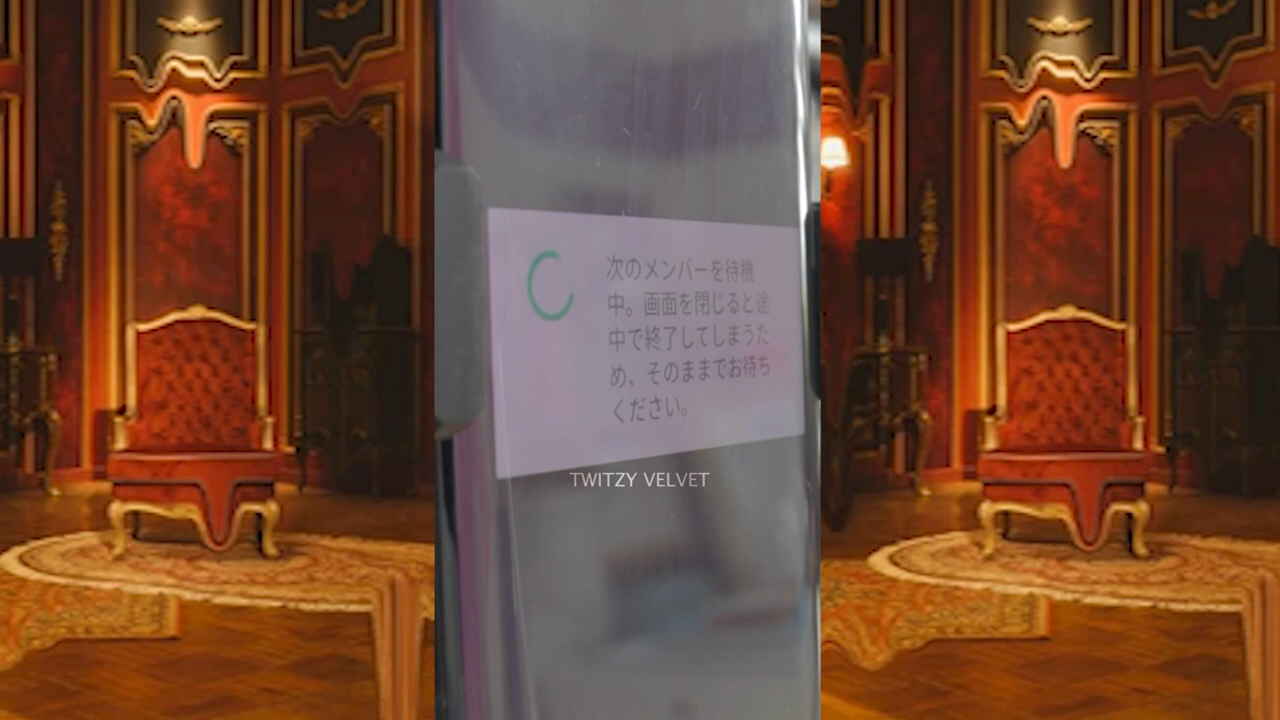 次のメンバーを待機
中。画面を閉じると途
中で終了してしまうた
め、そのままでお待ち
ください。
TWITZY VELVET